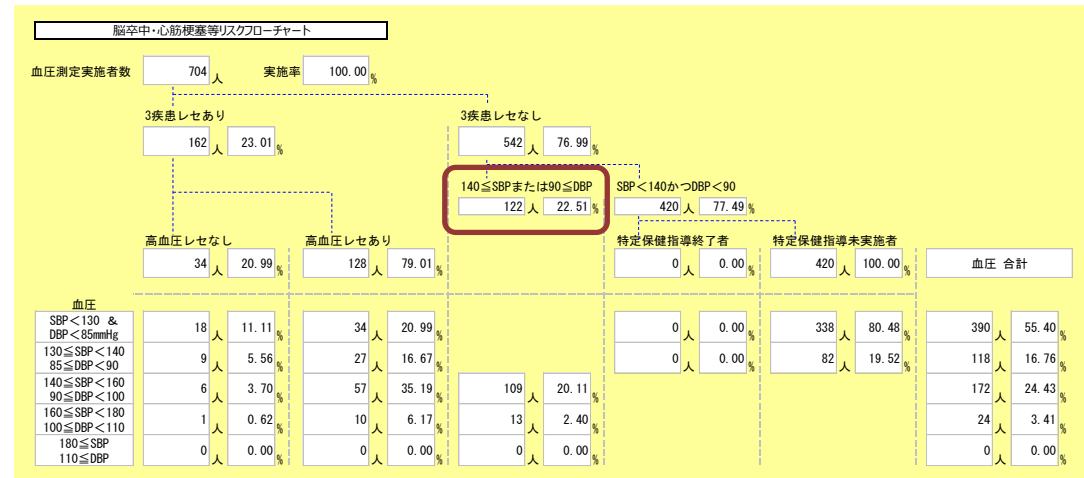 脳卒中・心筋梗塞等リスクフローチャート
血圧測定実施者数 704 人 実施率 100.00 %
3疾患レセあり 3疾患レセなし
162 人 23.01 % 542 人 76.99 %
140≦SBPまたは90≦DBP SBP<140かつDBP<90
122 人 22.51 % 420 人 77.49 %
高血圧レセなし 高血圧レセあり 特定保健指導終了者 特定保健指導未実施者
34 人 20.99 % 128 人 79.01 % 0 人 0.00 % 420 人 100.00 % 血圧 合計
血圧
SBP<130 &
DBP<85mmHg
18 人 11.11 % 34 人 20.99 % 0 人 0.00 % 338 人 80.48 % 390 人 55.40 %
130≦SBP<140
85≦DBP<90
9 人 5.56 % 27 人 16.67 % 0 人 0.00 % 82 人 19.52 % 118 人 16.76 %
140≦SBP<160
90≦DBP<100
6 人 3.70 % 57 人 35.19 % 109 人 20.11 % 172 人 24.43 %
160≦SBP<180
100≦DBP<110
1 人 0.62 % 10 人 6.17 % 13 人 2.40 % 24 人 3.41 %
180≦SBP
110≦DBP
0 人 0.00 % 0 人 0.00 % 0 人 0.00 % 0 人 0.00 %